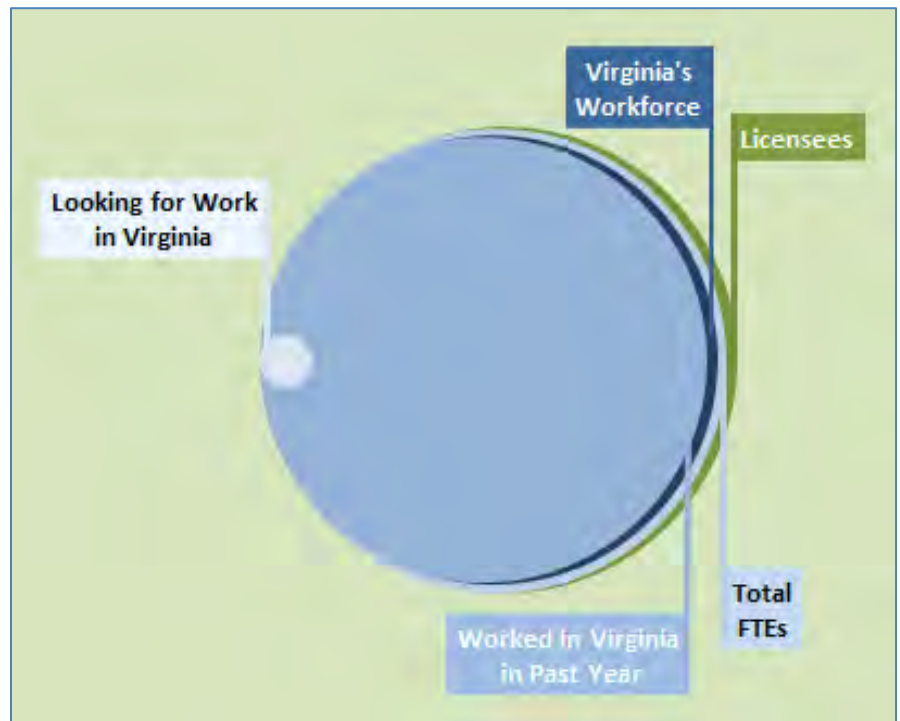 Virginia's
Workforce
Licensees
Looking for Work
in Virginia
Total
FTEs
Worked in Virginia
in Past Year